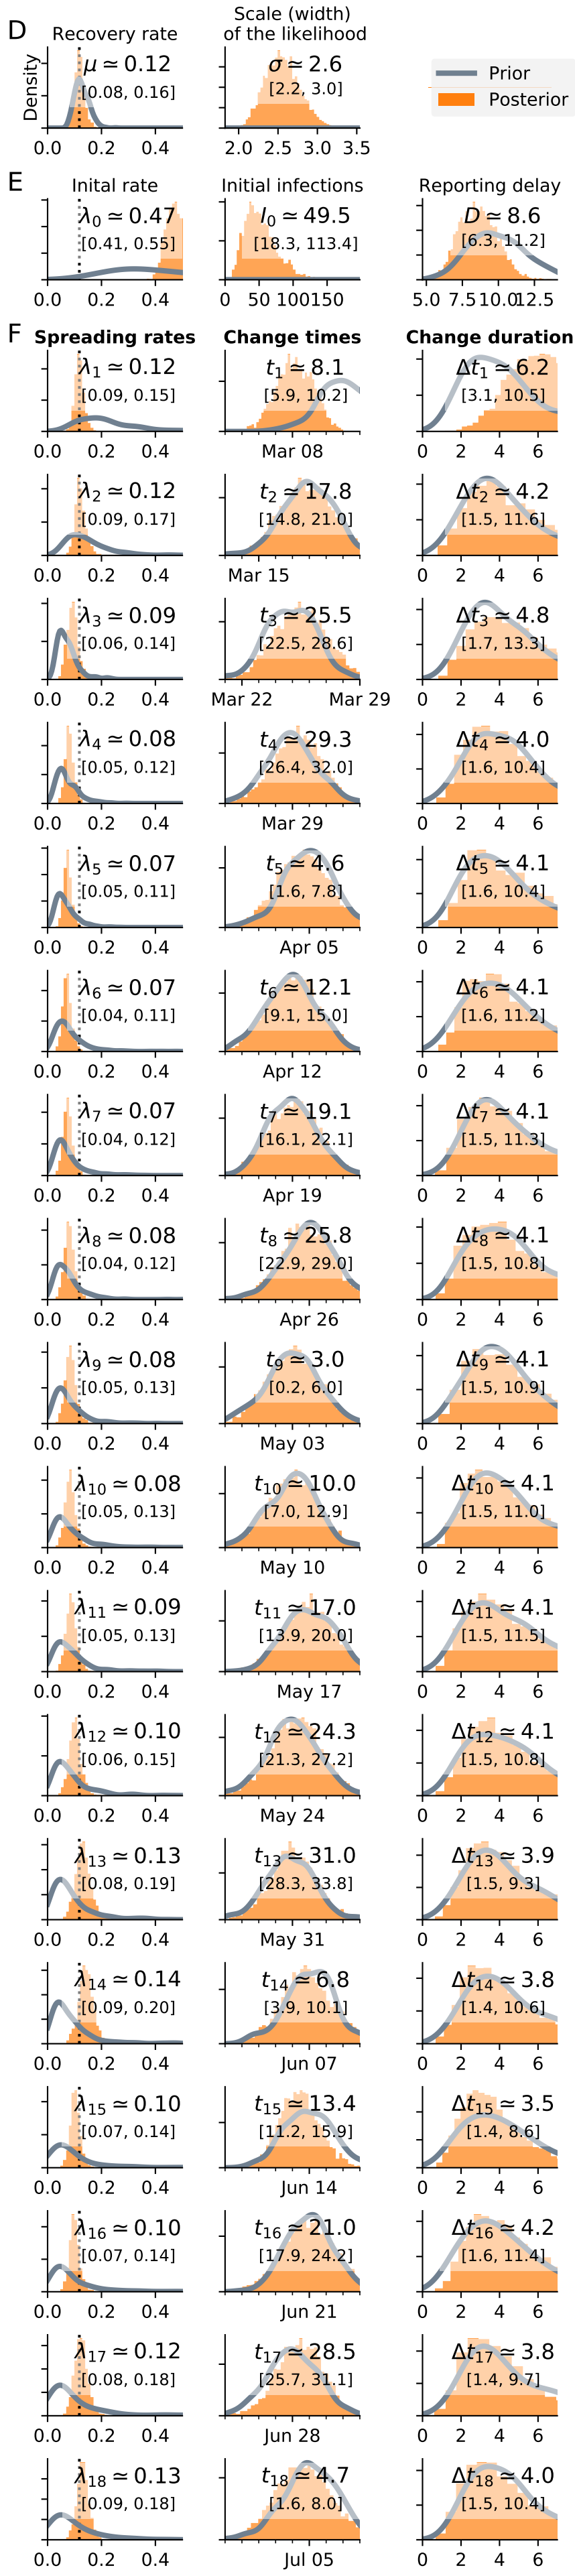 D
Recovery rate
Scale (width)
of the likelihood
Density
μ ≃ 0.12
[0.08, 0.16]
0.0 0.2 0.4
σ ≃ 2.6
[2.2, 3.0]
2.0 2.5 3.0 3.5
Prior
Posterior
E
Inital rate
λ0 ≃ 0.47
[0.41, 0.55]
0.0 0.2 0.4
Initial infections
I0 ≃ 49.5
[18.3, 113.4]
0 50 100 150
Reporting delay
D ≃ 8.6
[6.3, 11.2]
5.0 7.5 10.0 12.5
F
Spreading rates Change times Change duration
λ1 ≃ 0.12 t1 ≃ 8.1 Δt1 ≃ 6.2
[0.09, 0.15] [5.9, 10.2] [3.1, 10.5]
0.0 0.2 0.4 Mar 08 0 2 4 6
λ2 ≃ 0.12 t2 ≃ 17.8 Δt2 ≃ 4.2
[0.09, 0.17] [14.8, 21.0] [1.5, 11.6]
0.0 0.2 0.4 Mar 15 0 2 4 6
λ3 ≃ 0.09 t3 ≃ 25.5 Δt3 ≃ 4.8
[0.06, 0.14] [22.5, 28.6] [1.7, 13.3]
0.0 0.2 0.4 Mar 22 Mar 29 0 2 4 6
λ4 ≃ 0.08 t4 ≃ 29.3 Δt4 ≃ 4.0
[0.05, 0.12] [26.4, 32.0] [1.6, 10.4]
0.0 0.2 0.4 Mar 29 0 2 4 6
λ5 ≃ 0.07 t5 ≃ 4.6 Δt5 ≃ 4.1
[0.05, 0.11] [1.6, 7.8] [1.6, 10.4]
0.0 0.2 0.4 Apr 05 0 2 4 6
λ6 ≃ 0.07 t6 ≃ 12.1 Δt6 ≃ 4.1
[0.04, 0.11] [9.1, 15.0] [1.6, 11.2]
0.0 0.2 0.4 Apr 12 0 2 4 6
λ7 ≃ 0.07 t7 ≃ 19.1 Δt7 ≃ 4.1
[0.04, 0.12] [16.1, 22.1] [1.5, 11.3]
0.0 0.2 0.4 Apr 19 0 2 4 6
λ8 ≃ 0.08 t8 ≃ 25.8 Δt8 ≃ 4.1
[0.04, 0.12] [22.9, 29.0] [1.5, 10.8]
0.0 0.2 0.4 Apr 26 0 2 4 6
λ9 ≃ 0.08 t9 ≃ 3.0 Δt9 ≃ 4.1
[0.05, 0.13] [0.2, 6.0] [1.5, 10.9]
0.0 0.2 0.4 May 03 0 2 4 6
λ10 ≃ 0.08 t10 ≃ 10.0 Δt10 ≃ 4.1
[0.05, 0.13] [7.0, 12.9] [1.5, 11.0]
0.0 0.2 0.4 May 10 0 2 4 6
λ11 ≃ 0.09 t11 ≃ 17.0 Δt11 ≃ 4.1
[0.05, 0.13] [13.9, 20.0] [1.5, 11.5]
0.0 0.2 0.4 May 17 0 2 4 6
λ12 ≃ 0.10 t12 ≃ 24.3 Δt12 ≃ 4.1
[0.06, 0.15] [21.3, 27.2] [1.5, 10.8]
0.0 0.2 0.4 May 24 0 2 4 6
λ13 ≃ 0.13 t13 ≃ 31.0 Δt13 ≃ 3.9
[0.08, 0.19] [28.3, 33.8] [1.5, 9.3]
0.0 0.2 0.4 May 31 0 2 4 6
λ14 ≃ 0.14 t14 ≃ 6.8 Δt14 ≃ 3.8
[0.09, 0.20] [3.9, 10.1] [1.4, 10.6]
0.0 0.2 0.4 Jun 07 0 2 4 6
λ15 ≃ 0.10 t15 ≃ 13.4 Δt15 ≃ 3.5
[0.07, 0.14] [11.2, 15.9] [1.4, 8.6]
0.0 0.2 0.4 Jun 14 0 2 4 6
λ16 ≃ 0.10 t16 ≃ 21.0 Δt16 ≃ 4.2
[0.07, 0.14] [17.9, 24.2] [1.6, 11.4]
0.0 0.2 0.4 Jun 21 0 2 4 6
λ17 ≃ 0.12 t17 ≃ 28.5 Δt17 ≃ 3.8
[0.08, 0.18] [25.7, 31.1] [1.4, 9.7]
0.0 0.2 0.4 Jun 28 0 2 4 6
λ18 ≃ 0.13 t18 ≃ 4.7 Δt18 ≃ 4.0
[0.09, 0.18] [1.6, 8.0] [1.5, 10.4]
0.0 0.2 0.4 Jul 05 0 2 4 6